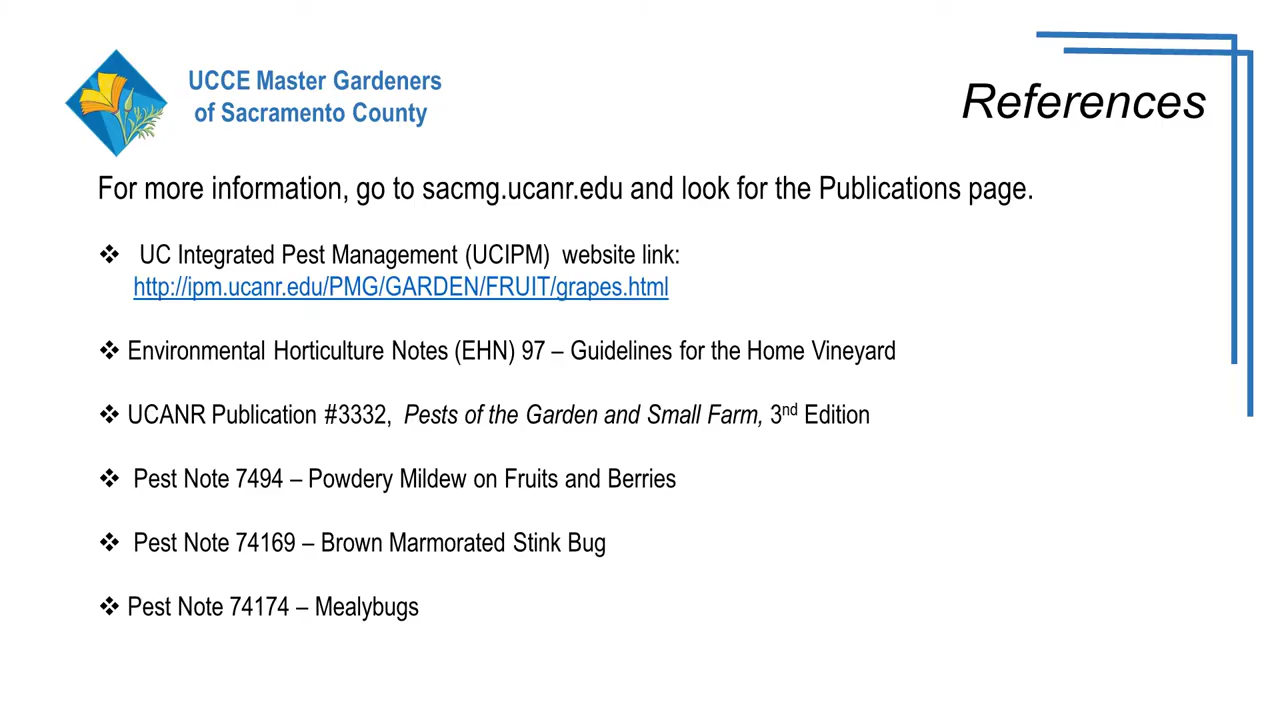 UCCE Master Gardeners
of Sacramento County
References
For more information, go to sacmg.ucanr.edu and look for the Publications page.
❖ UC Integrated Pest Management (UCIPM) website link:
http://ipm.ucanr.edu/PMG/GARDEN/FRUIT/grapes.html
❖ Environmental Horticulture Notes (EHN) 97 – Guidelines for the Home Vineyard
❖ UCANR Publication #3332, Pests of the Garden and Small Farm, 3nd Edition
❖ Pest Note 7494 – Powdery Mildew on Fruits and Berries
❖ Pest Note 74169 – Brown Marmorated Stink Bug
❖ Pest Note 74174 – Mealybugs